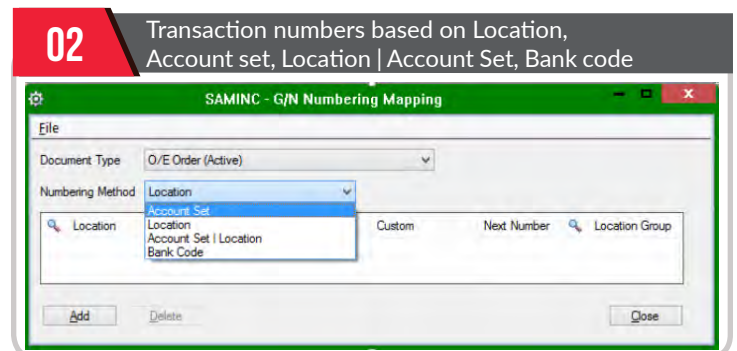 02
Transaction numbers based on Location,
Account set, Location | Account Set, Bank code
SAMINC - G/N Numbering Mapping
File
Document Type O/E Order (Active)
Numbering Method Location
Account Set
Location
Account Set | Location
Bank Code
Location Custom Next Number Location Group
Add Delete Close